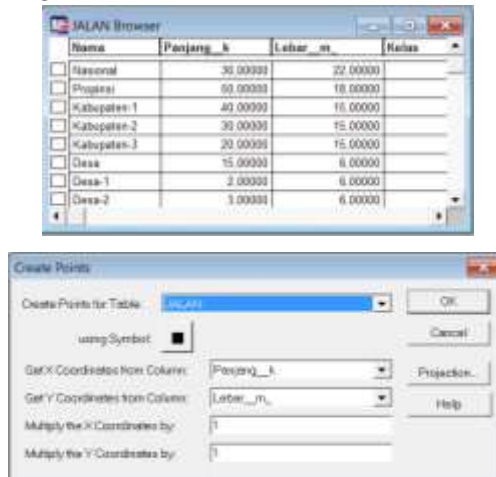 JALAN Browser
Nama Panjang__k Lebar__m_ Kelas
Nasional 30.00000 22.00000
Propinsi 60.00000 18.00000
Kabupaten-1 40.00000 15.00000
Kabupaten-2 30.00000 15.00000
Kabupaten-3 20.00000 15.00000
Desa 15.00000 6.00000
Desa-1 2.00000 6.00000
Desa-2 3.00000 6.00000
Create Points
Create Points for Table: JALAN OK
using Symbol: Cancel
Get X Coordinates from Column: Panjang__k Projection...
Get Y Coordinates from Column: Lebar__m_ Help
Multiply the X Coordinates by: 1
Multiply the Y Coordinates by: 1